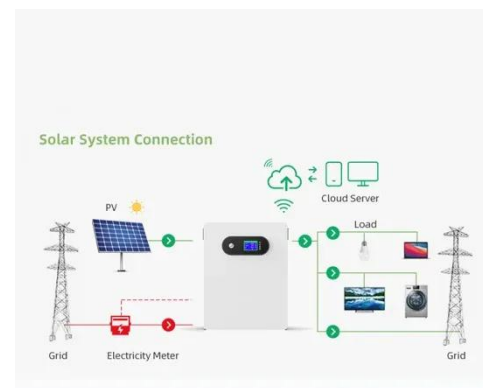 Solar System Connection
Cloud Server
PV
Load
Grid
Electricity Meter
Grid